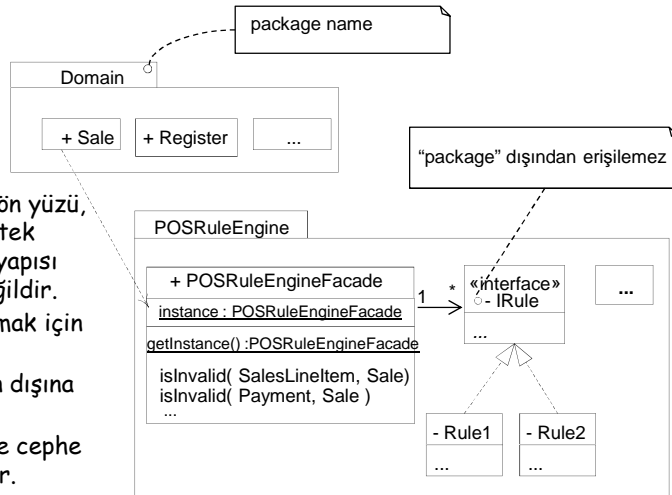 package name
Domain
+ Sale
+ Register
...
"package" dışından erişilemez
ön yüzü,
tek
yapısı
ğildir.
mak için
dışına
e cephe
r.
POSRuleEngine
+ POSRuleEngineFacade
instance : POSRuleEngineFacade
getInstance() :POSRuleEngineFacade
isInvalid( SalesLineItem, Sale)
isInvalid( Payment, Sale )
...
1
*
«interface»
- IRule
...
...
- Rule1
...
- Rule2
...